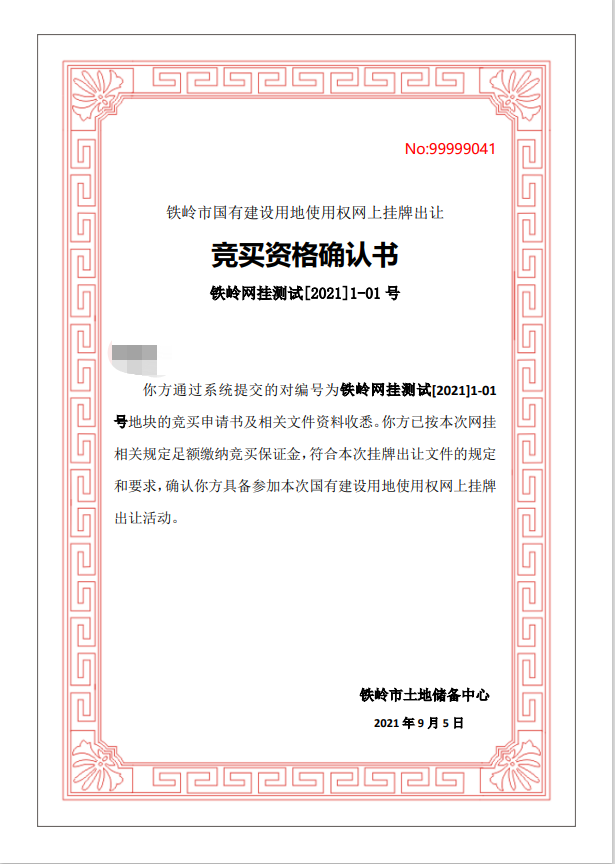 No:99999041
铁岭市国有建设用地使用权网上挂牌出让
竞买资格确认书
铁岭网挂测试[2021]1-01 号
你方通过系统提交的对编号为铁岭网挂测试[2021]1-01
号地块的竞买申请书及相关文件资料收悉。你方已按本次网挂
相关规定足额缴纳竞买保证金，符合本次挂牌出让文件的规定
和要求，确认你方具备参加本次国有建设用地使用权网上挂牌
出让活动。
铁岭市土地储备中心
2021 年 9 月 5 日